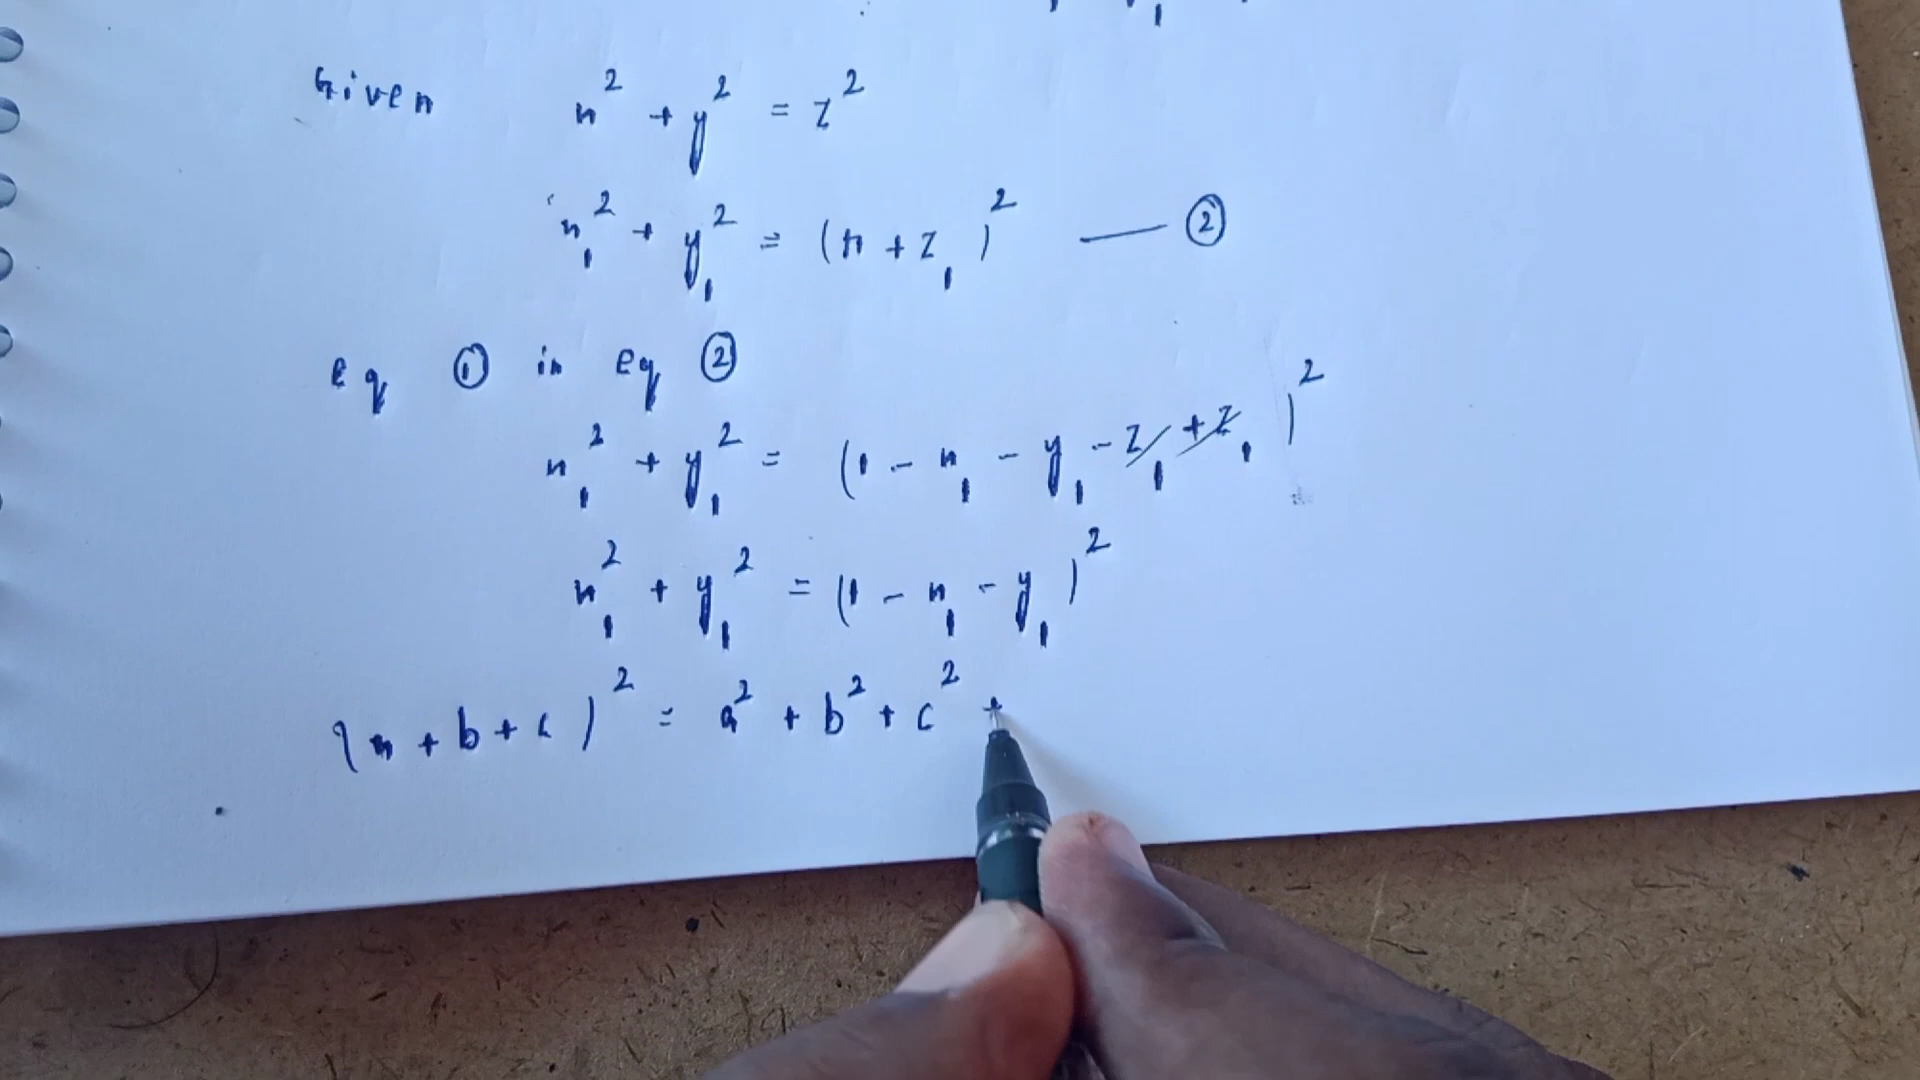 Given x² + y² = z²
x₁² + y₁² = (h + z₁)² —— ②
eq ① in eq ②
x₁² + y₁² = (1 - x₁ - y₁ - z₁ + z₁)²
x₁² + y₁² = (1 - x₁ - y₁)²
(a + b + c)² = a² + b² + c² +